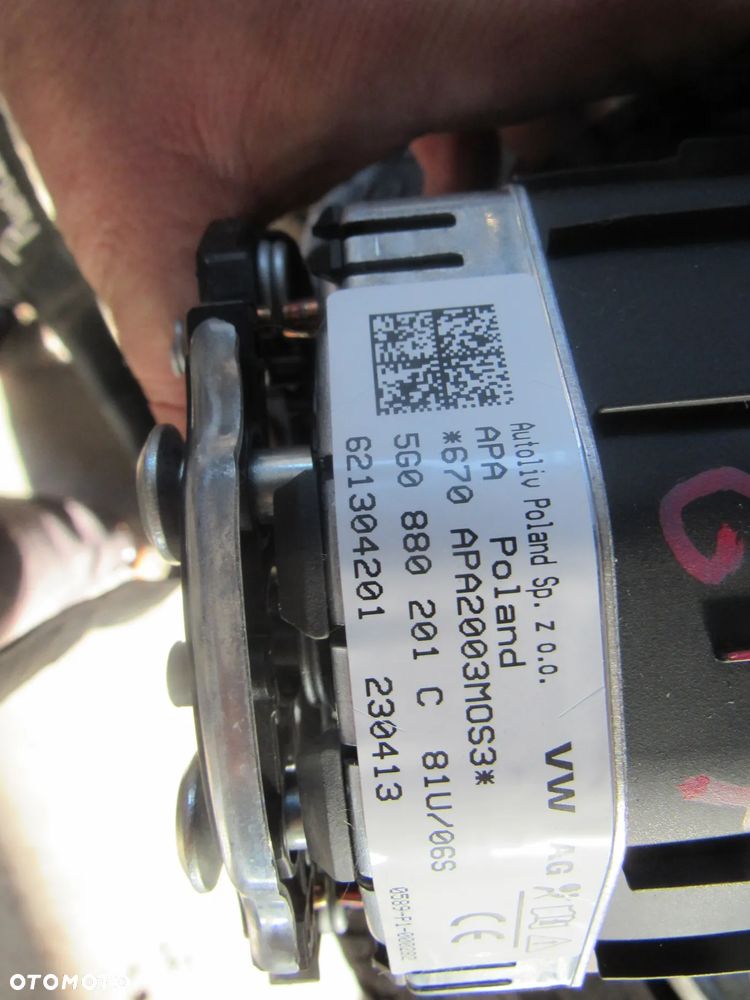 Autoliv Poland Sp. z o.o.
APA Poland
*670 APA2003MOS3*
5G0 880 201 C 81U/06S
621304201 230413
VW AG
CE
OTOMOTO